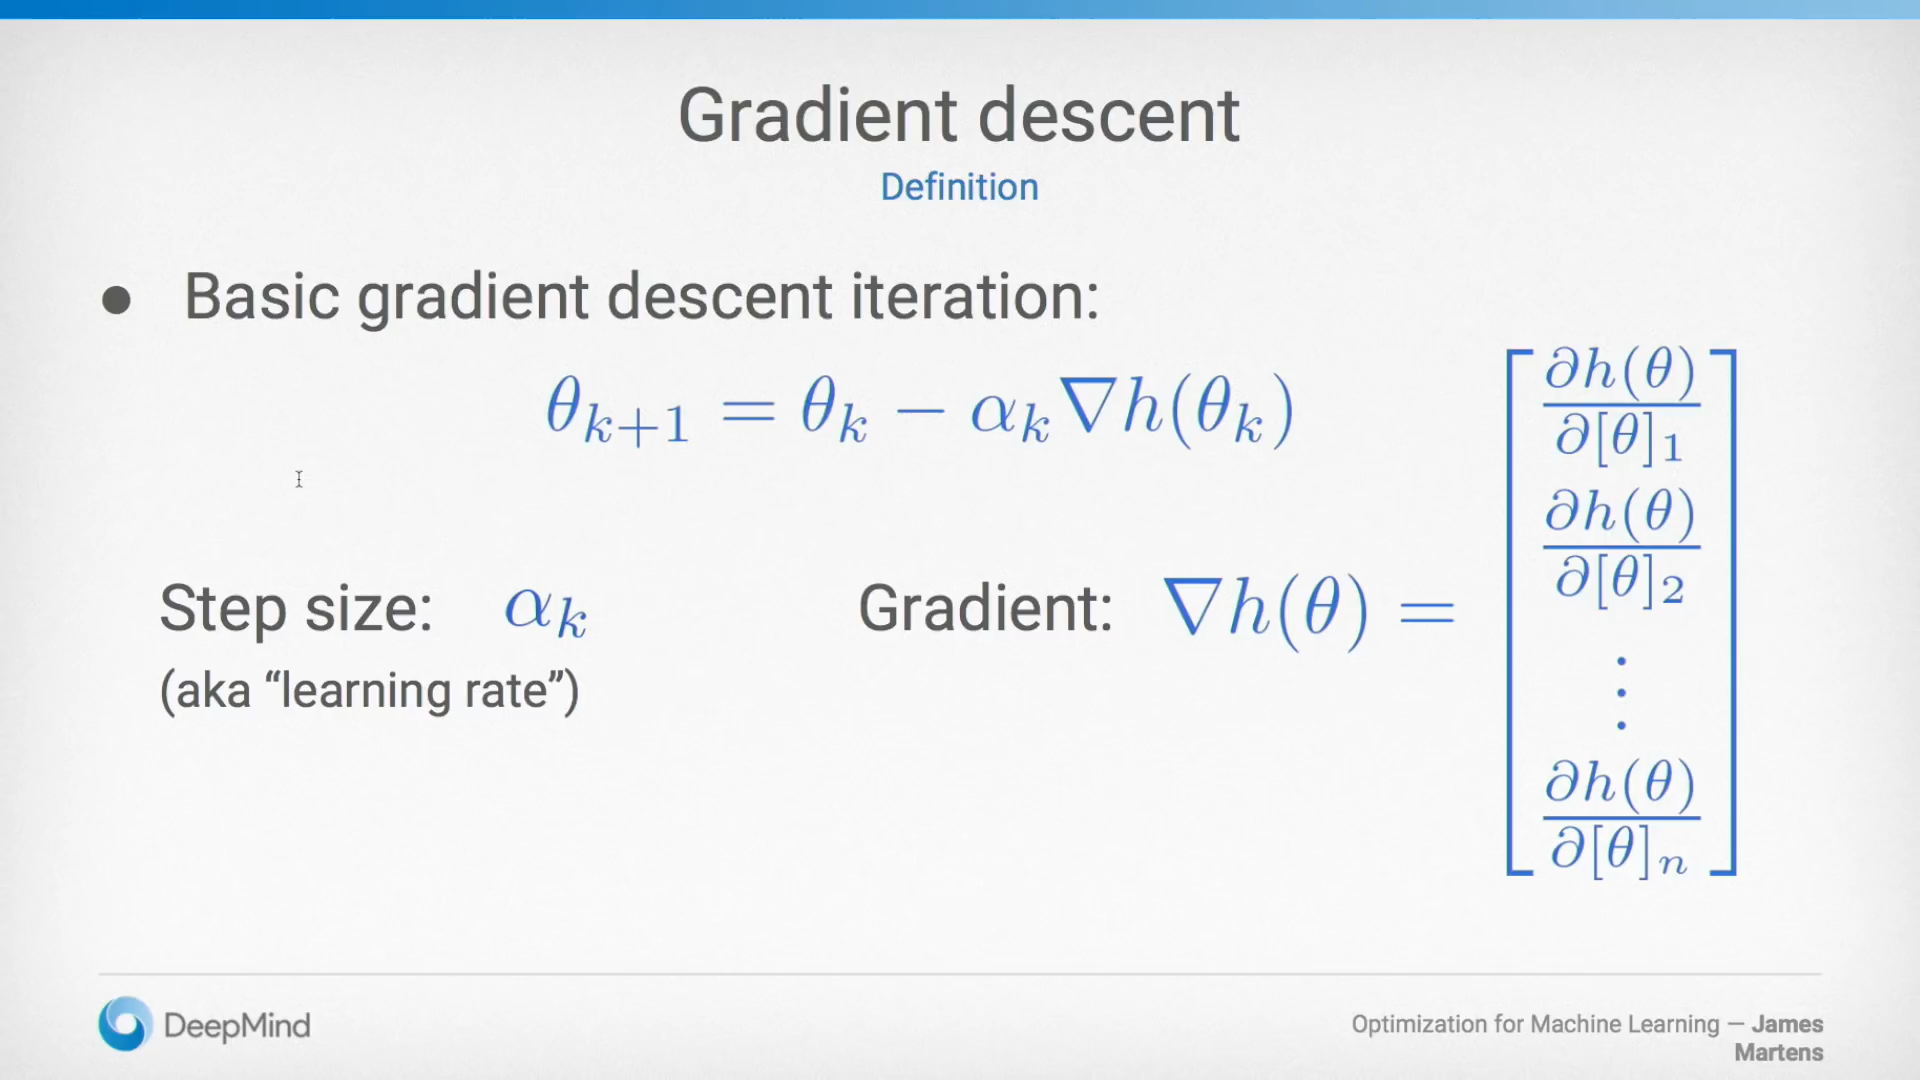 Gradient descent
Definition
● Basic gradient descent iteration:
θ_{k+1} = θ_k − α_k ∇h(θ_k)
Step size: α_k
(aka “learning rate”)
Gradient: ∇h(θ) =
∂h(θ)
∂[θ]_1
∂h(θ)
∂[θ]_2
⋮
∂h(θ)
∂[θ]_n
DeepMind
Optimization for Machine Learning — James
Martens